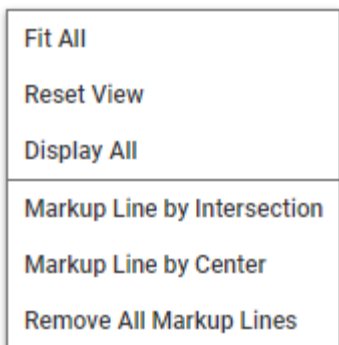 Fit All
Reset View
Display All
Markup Line by Intersection
Markup Line by Center
Remove All Markup Lines